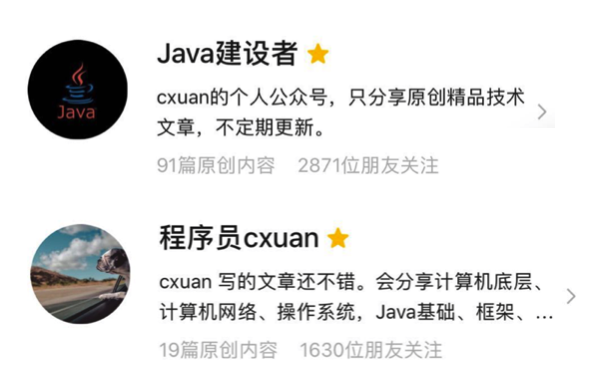 Java
Java建设者
cxuan的个人公众号，只分享原创精品技术
文章，不定期更新。
91篇原创内容 2871位朋友关注
程序员cxuan
cxuan 写的文章还不错。会分享计算机底层、
计算机网络、操作系统，Java基础、框架、...
19篇原创内容 1630位朋友关注